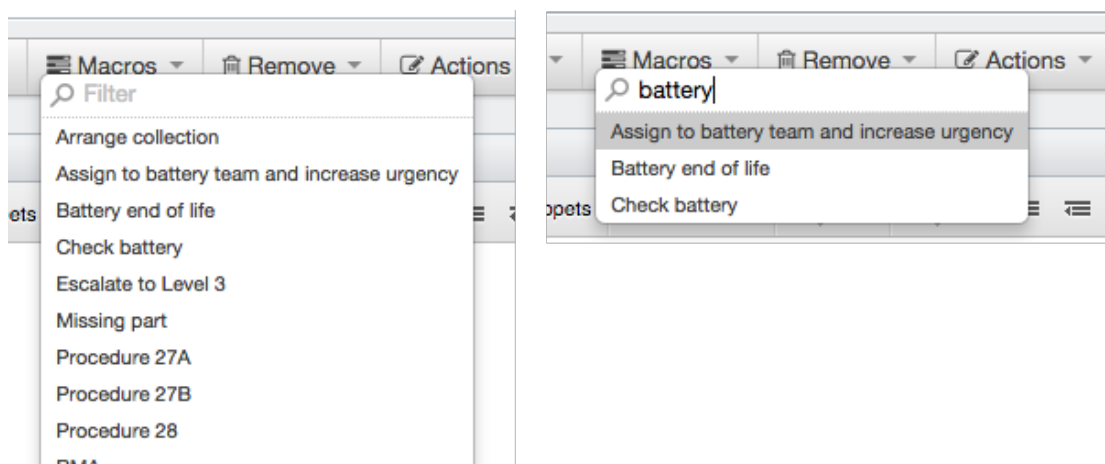 Macros Remove Actions
Filter
Arrange collection
Assign to battery team and increase urgency
ets Battery end of life
Check battery
Escalate to Level 3
Missing part
Procedure 27A
Procedure 27B
Procedure 28
Macros Remove Actions
battery
Assign to battery team and increase urgency
Battery end of life
ppets Check battery